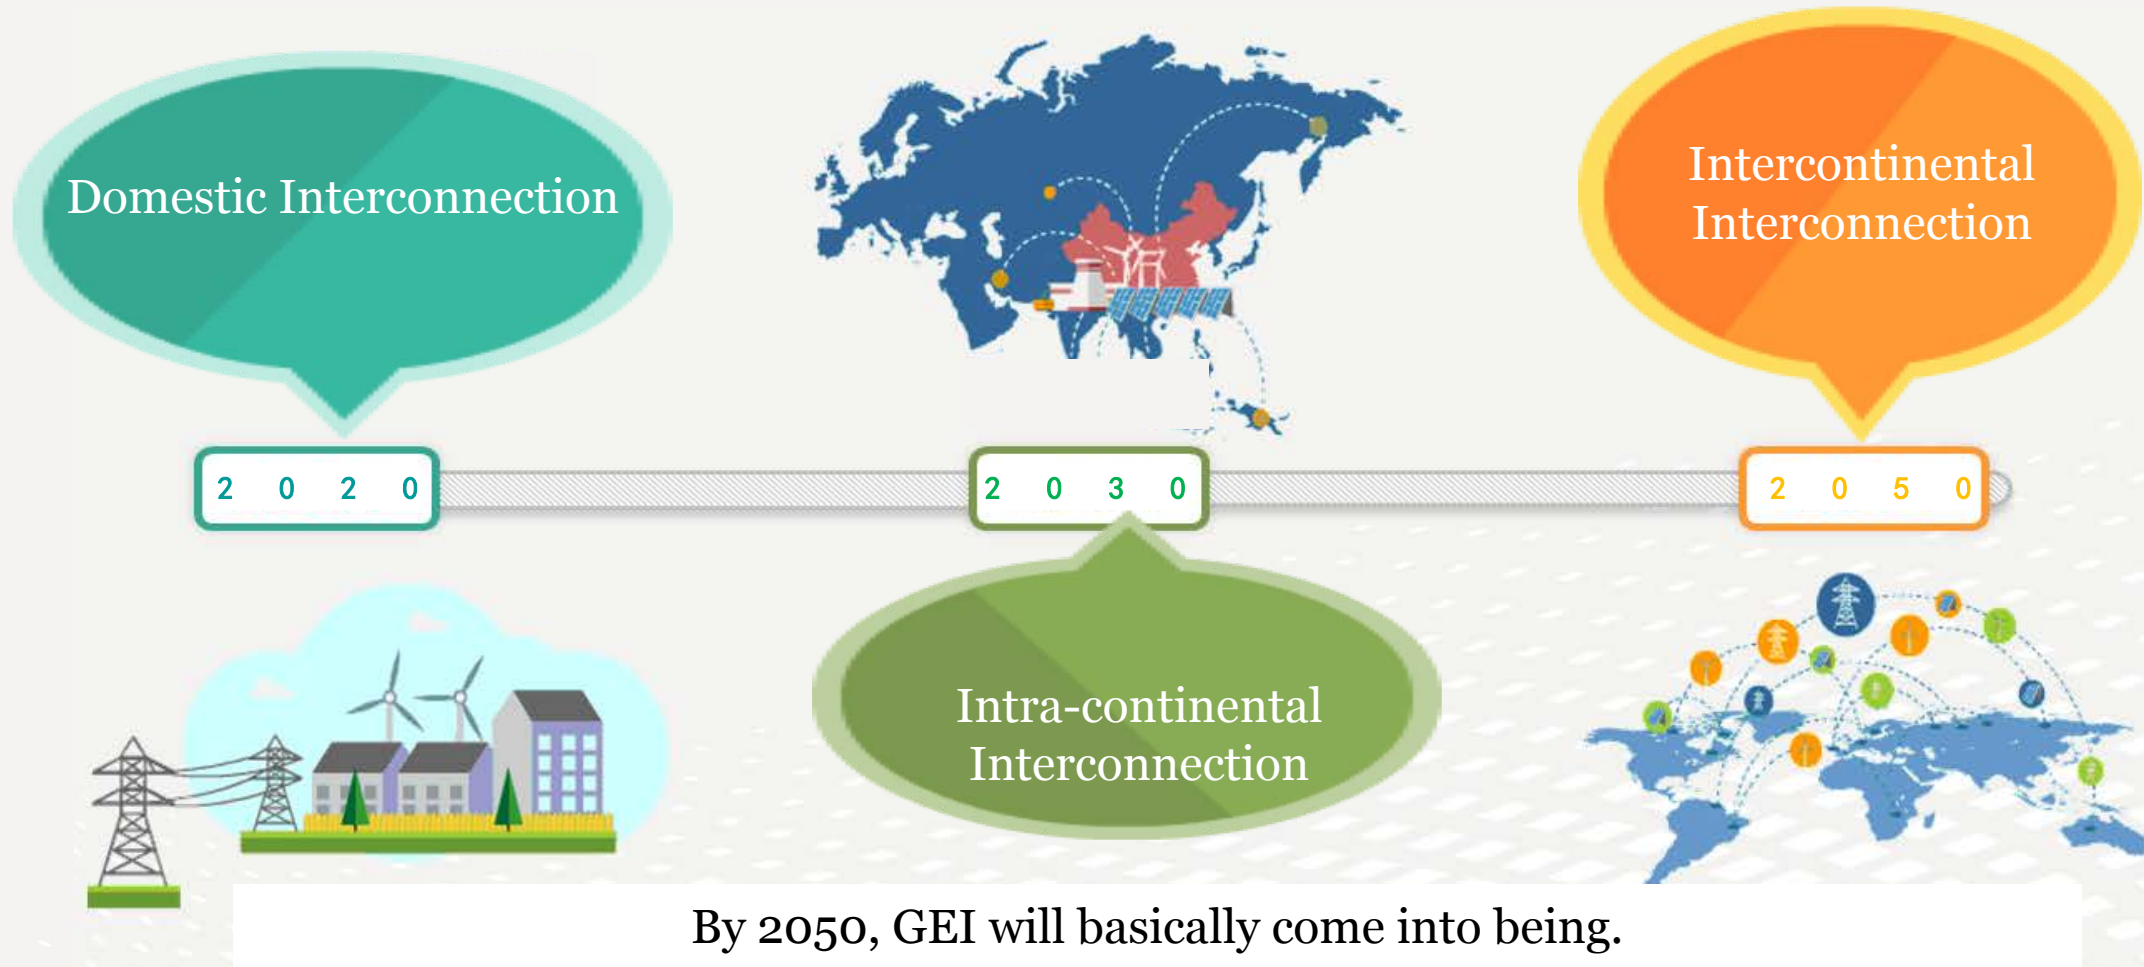 Domestic Interconnection
Intercontinental
Interconnection
2 0 2 0
2 0 3 0
2 0 5 0
Intra-continental
Interconnection
By 2050, GEI will basically come into being.